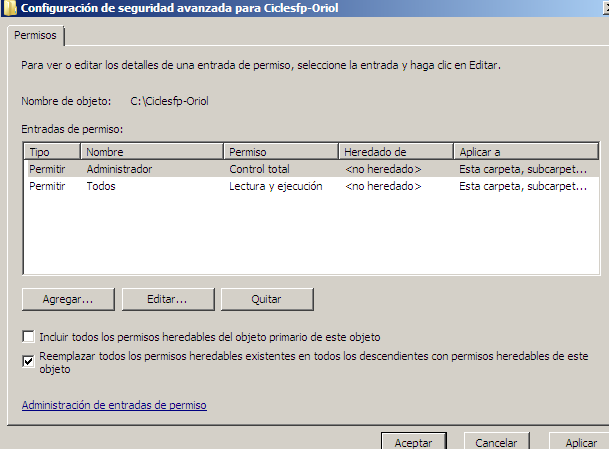 Configuración de seguridad avanzada para Ciclesfp-Oriol
Permisos
Para ver o editar los detalles de una entrada de permiso, seleccione la entrada y haga clic en Editar.
Nombre de objeto: C:\Ciclesfp-Oriol
Entradas de permiso:
Tipo Nombre Permiso Heredado de Aplicar a
Permitir Administrador Control total <no heredado> Esta carpeta, subcarpet...
Permitir Todos Lectura y ejecución <no heredado> Esta carpeta, subcarpet...
Agregar... Editar... Quitar
Incluir todos los permisos heredables del objeto primario de este objeto
Reemplazar todos los permisos heredables existentes en todos los descendientes con permisos heredables de este
objeto
Administración de entradas de permiso
Aceptar Cancelar Aplicar